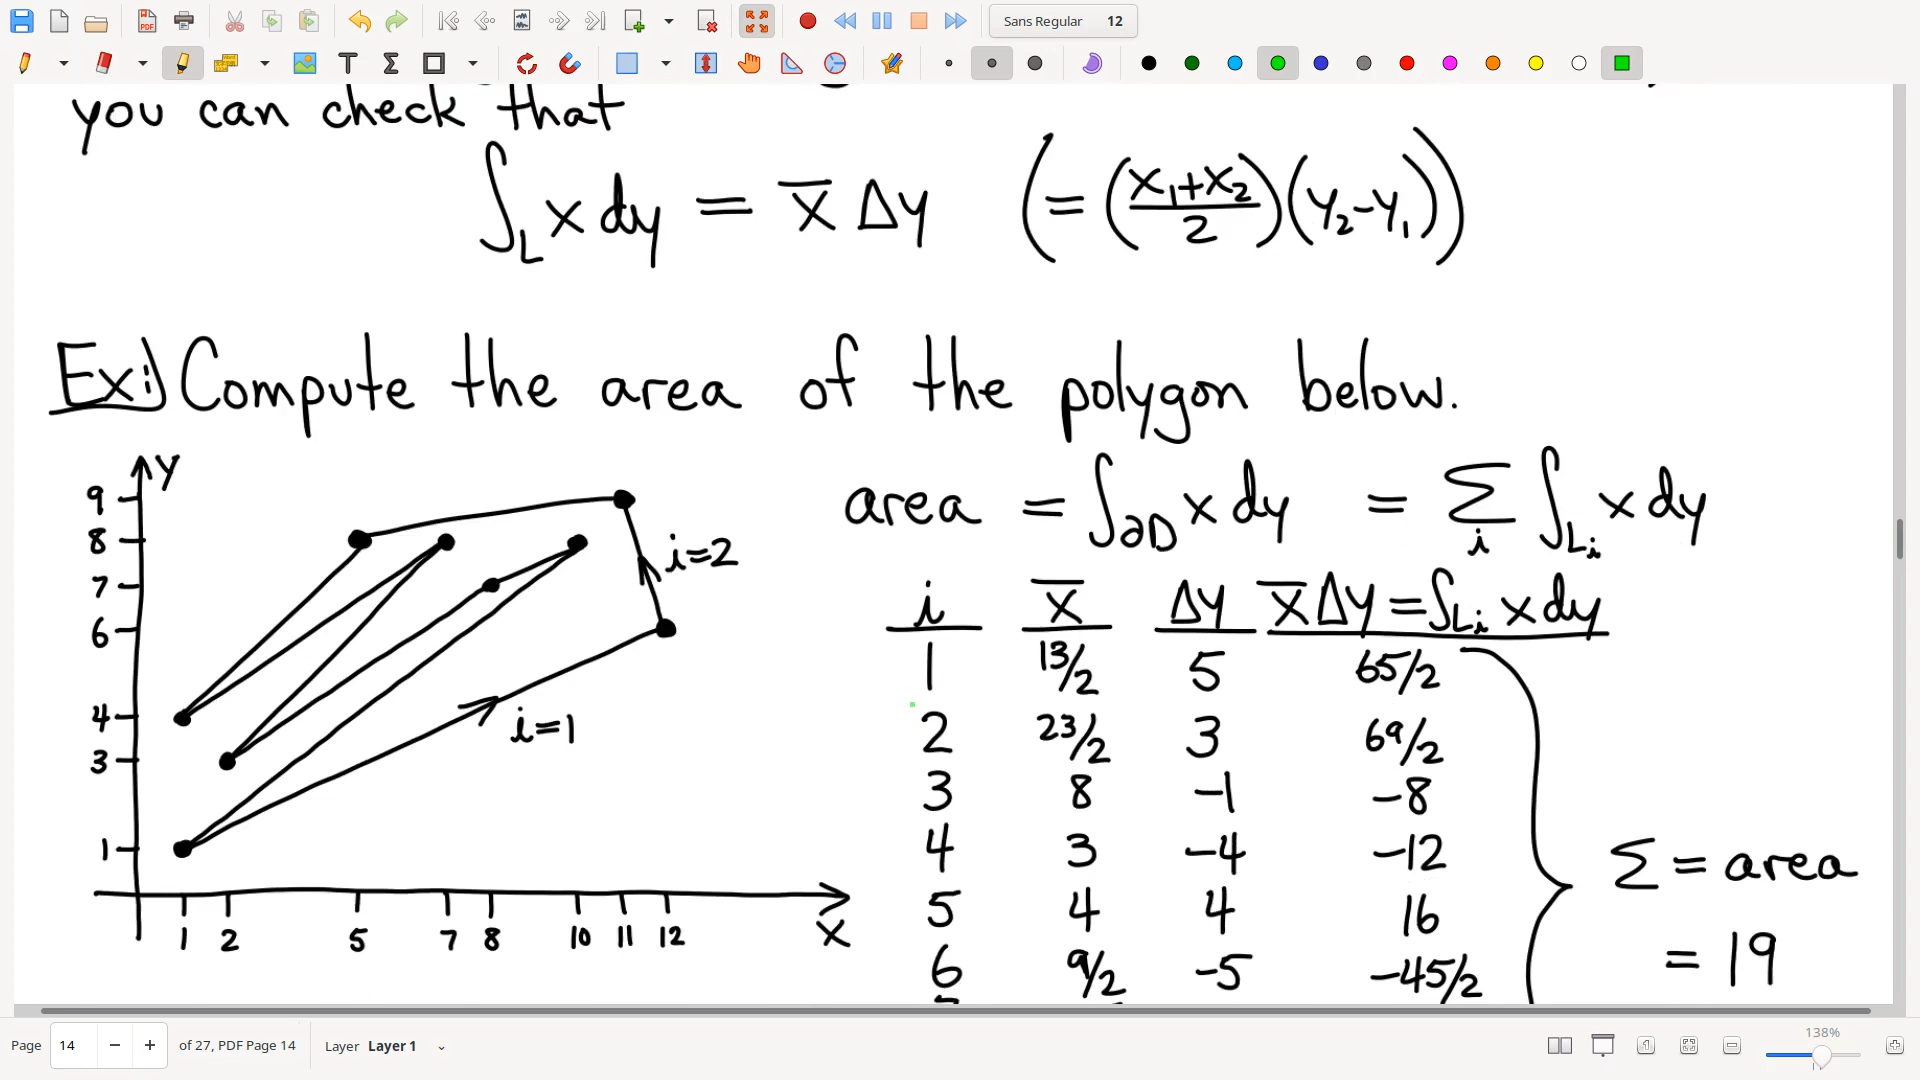 Sans Regular 12
you can check that
∫_L x dy = x̄ Δy (= ((x₁+x₂)/2)(y₂-y₁))
Ex:) Compute the area of the polygon below.
area = ∫_∂D x dy = Σ_i ∫_{L_i} x dy
y
9
8
7
6
4
3
1
i=2
i=1
1 2 5 7 8 10 11 12
x
i x̄ Δy x̄Δy = ∫_{L_i} x dy
1 13/2 5 65/2
2 23/2 3 69/2
3 8 -1 -8
4 3 -4 -12
5 4 4 16
6 9/2 -5 -45/2
Σ = area
= 19
Page 14 of 27, PDF Page 14 Layer Layer 1 138%